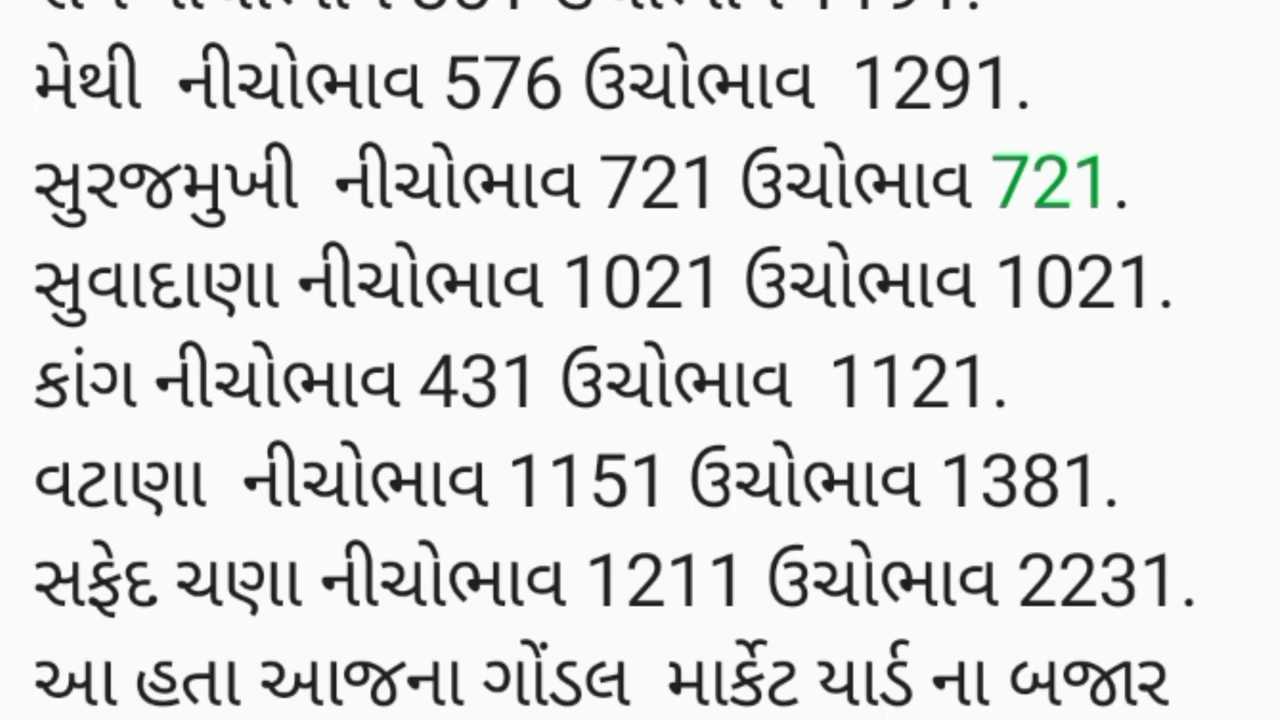 મેથી  નીચોભાવ 576 ઉચોભાવ  1291.
સુરજમુખી  નીચોભાવ 721 ઉચોભાવ 721.
સુવાદાણા નીચોભાવ 1021 ઉચોભાવ 1021.
કાંગ નીચોભાવ 431 ઉચોભાવ  1121.
વટાણા  નીચોભાવ 1151 ઉચોભાવ 1381.
સફેદ ચણા નીચોભાવ 1211 ઉચોભાવ 2231.
આ હતા આજના ગોંડલ  માર્કેટ યાર્ડ ના બજાર